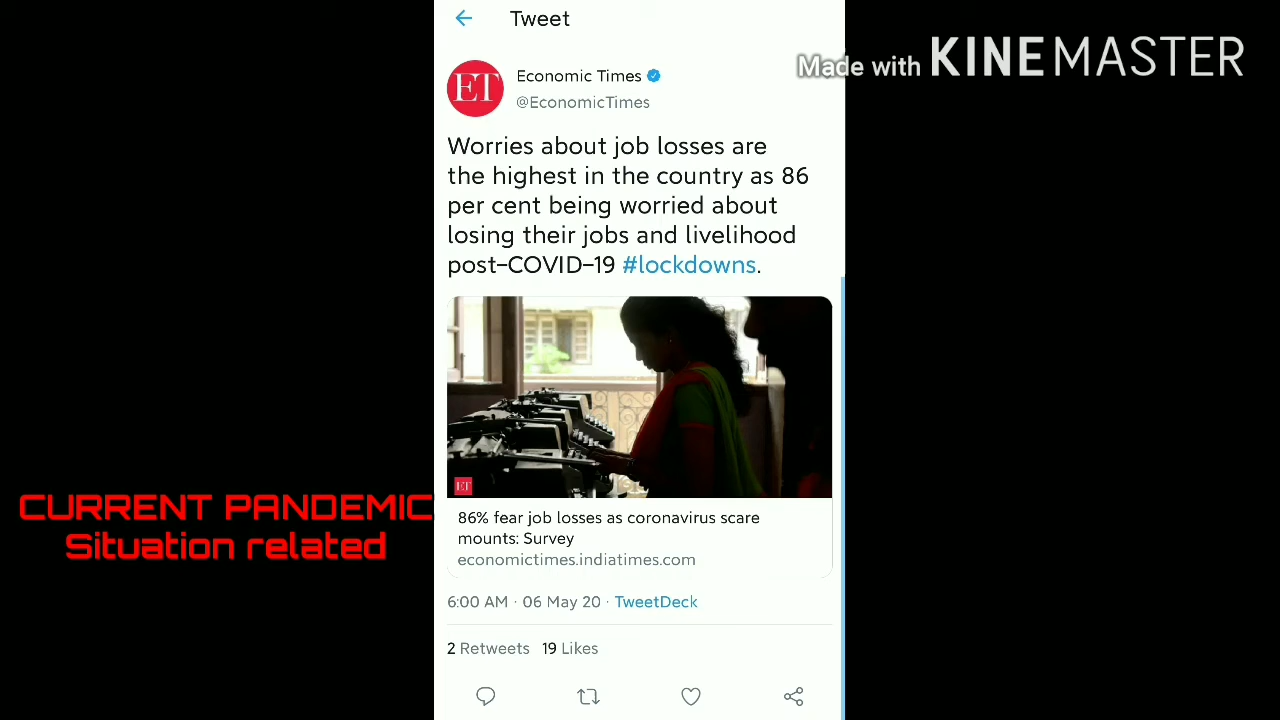 Tweet
Made with KINEMASTER
ET
Economic Times
@EconomicTimes
Worries about job losses are
the highest in the country as 86
per cent being worried about
losing their jobs and livelihood
post-COVID-19 #lockdowns.
ET
CURRENT PANDEMIC
Situation related
86% fear job losses as coronavirus scare
mounts: Survey
economictimes.indiatimes.com
6:00 AM · 06 May 20 · TweetDeck
2 Retweets 19 Likes